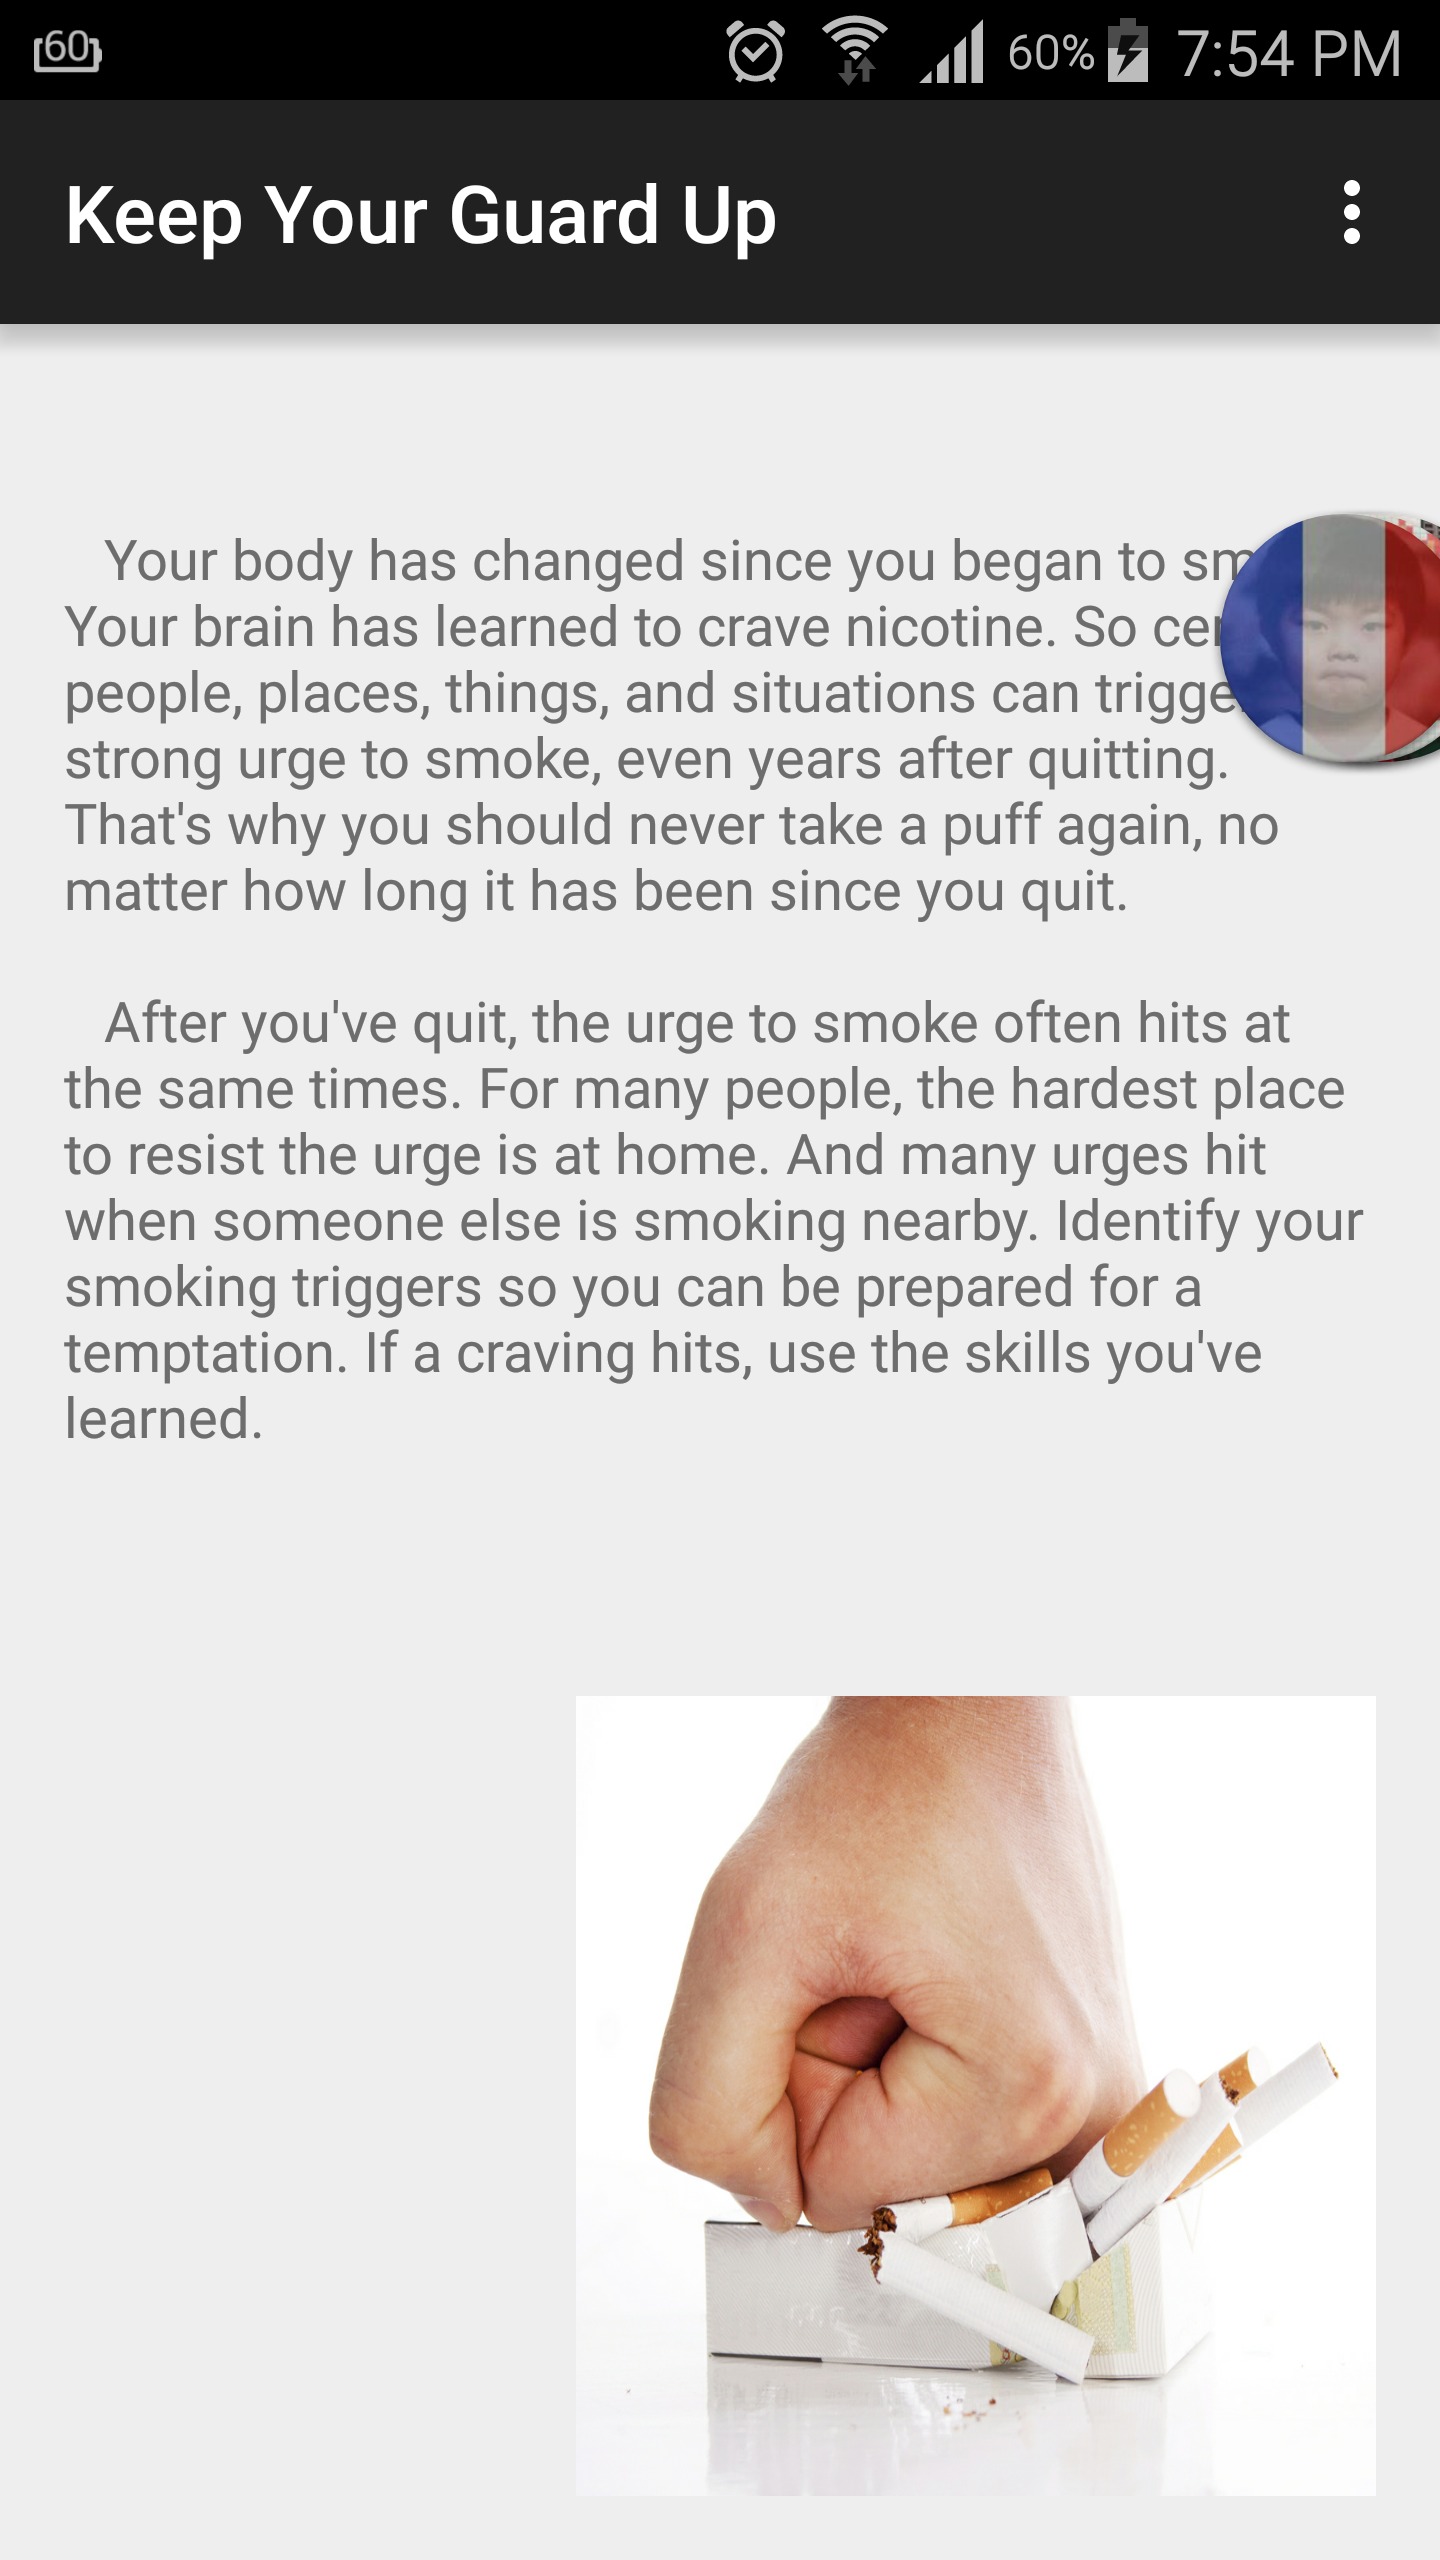 60
60% 7:54 PM
Keep Your Guard Up
Your body has changed since you began to
Your brain has learned to crave nicotine. So
people, places, things, and situations can
strong urge to smoke, even years after quitting.
That's why you should never take a puff again, no
matter how long it has been since you quit.
After you've quit, the urge to smoke often hits at
the same times. For many people, the hardest place
to resist the urge is at home. And many urges hit
when someone else is smoking nearby. Identify your
smoking triggers so you can be prepared for a
temptation. If a craving hits, use the skills you've
learned.